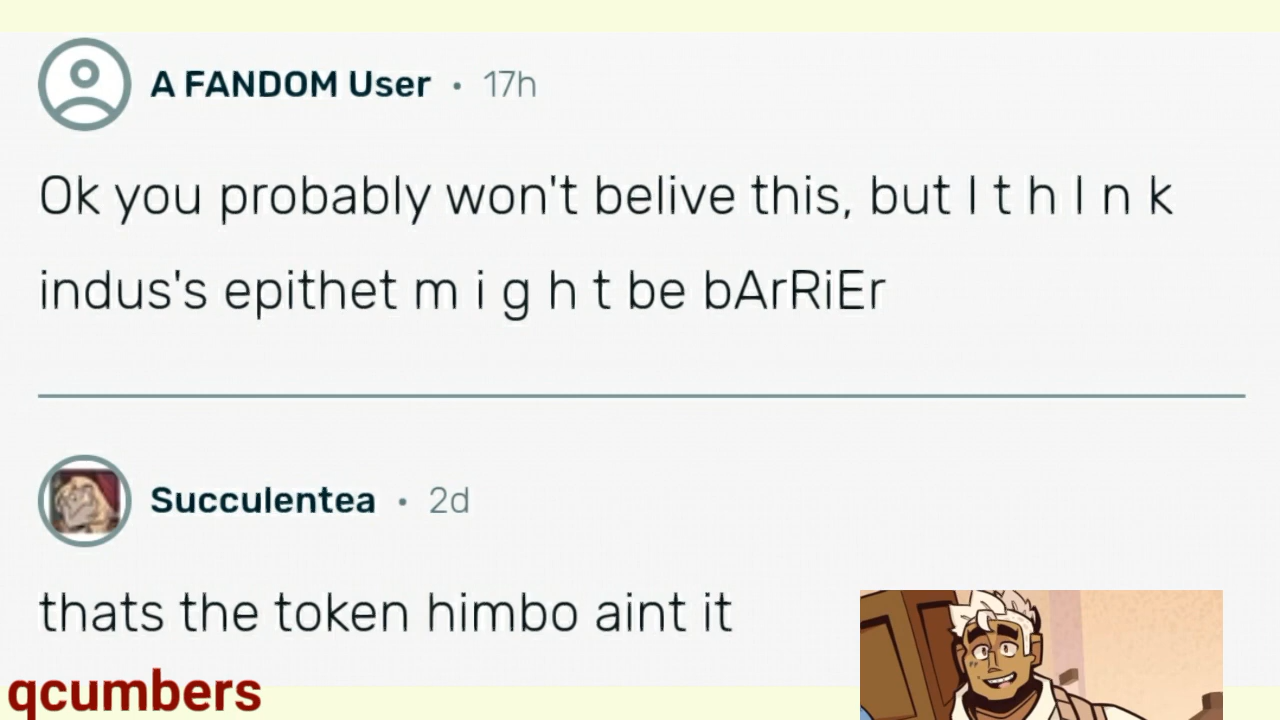 A FANDOM User • 17h
Ok you probably won't belive this, but I t h I n k
indus's epithet m i g h t be bArRiEr
Succulentea • 2d
thats the token himbo aint it
qcumbers